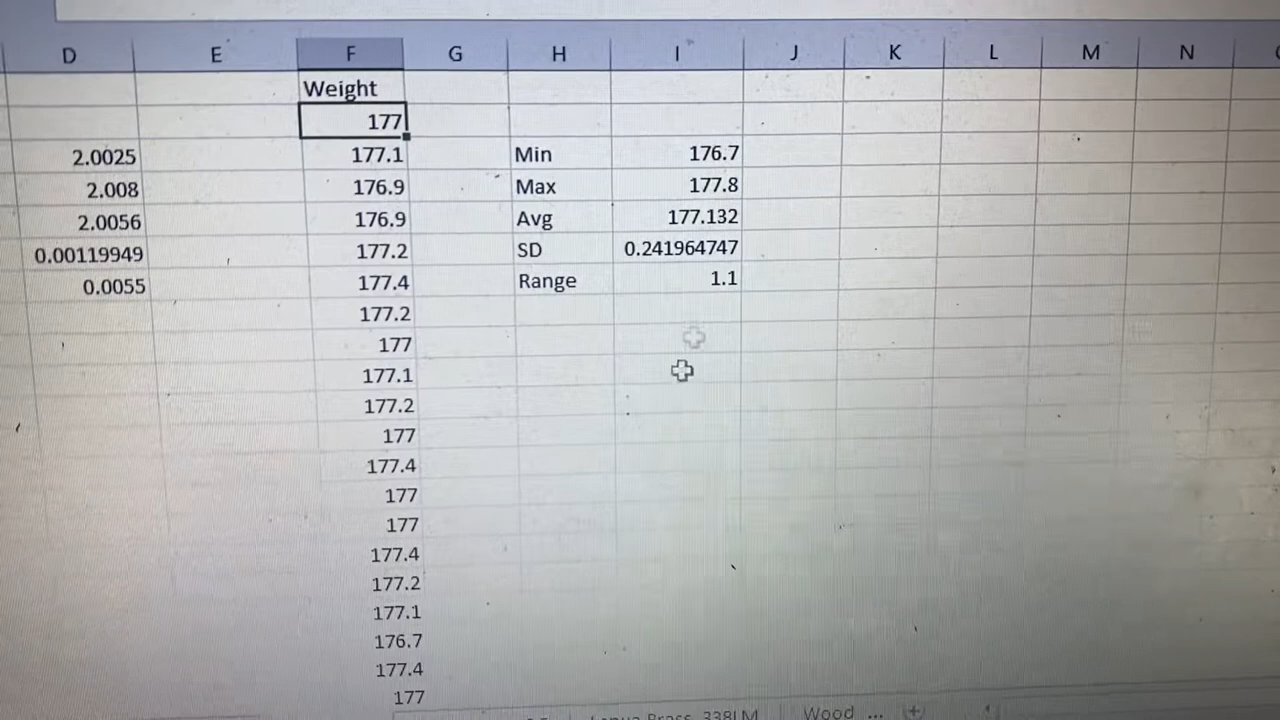 D E F G H I J K L M N
Weight
177
2.0025 177.1 Min 176.7
2.008 176.9 Max 177.8
2.0056 176.9 Avg 177.132
0.00119949 177.2 SD 0.241964747
0.0055 177.4 Range 1.1
177.2
177
177.1
177.2
177
177.4
177
177
177.4
177.2
177.1
176.7
177.4
177
Brass 338LM Wood ...